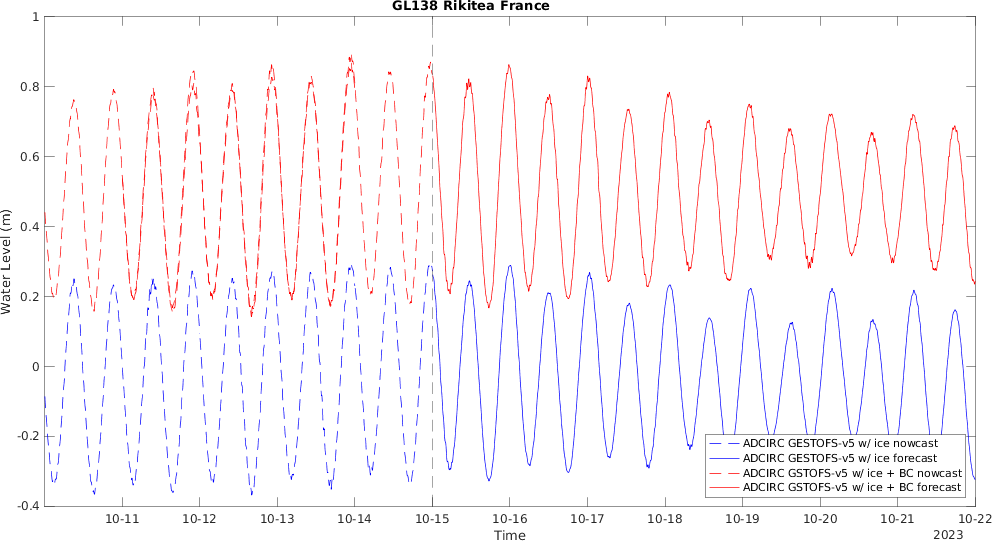 GL138 Rikitea France
1
0.8
0.6
0.4
0.2
0
-0.2
-0.4
Water Level (m)
ADCIRC GESTOFS-v5 w/ ice nowcast
ADCIRC GESTOFS-v5 w/ ice forecast
ADCIRC GSTOFS-v5 w/ ice + BC nowcast
ADCIRC GSTOFS-v5 w/ ice + BC forecast
10-11 10-12 10-13 10-14 10-15 10-16 10-17 10-18 10-19 10-20 10-21 10-22
Time
2023